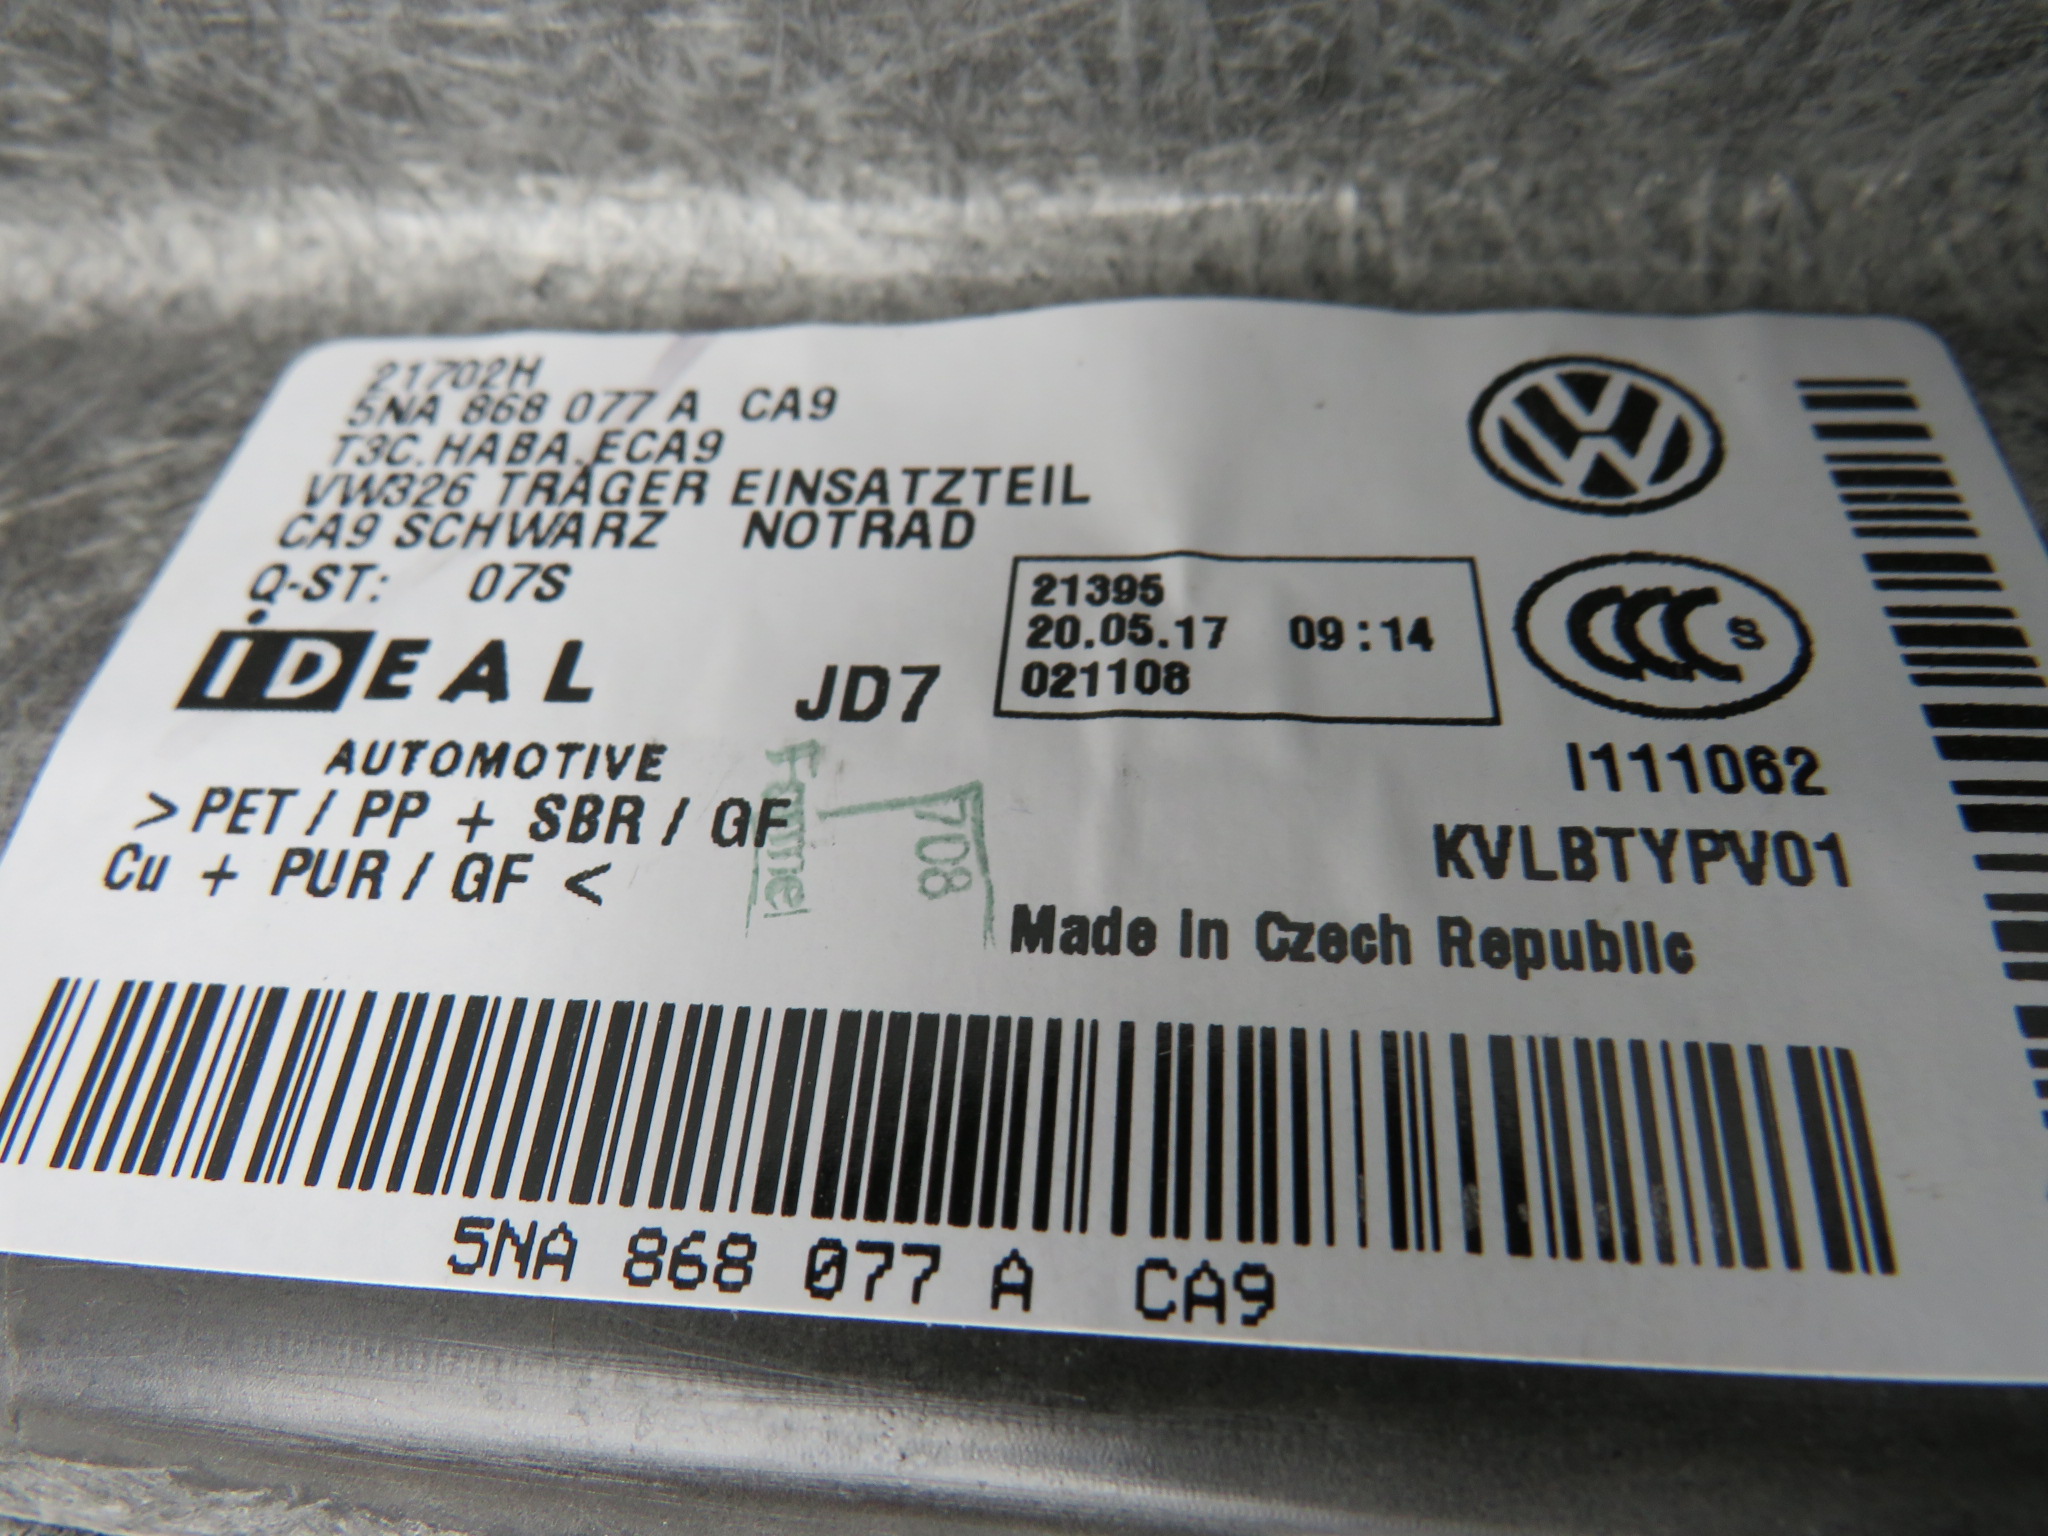 21702H
5NA 868 077 A CA9
T3C.HABA.ECA9
VW326 TRÄGER EINSATZTEIL
CA9 SCHWARZ NOTRAD
Q-ST: 07S
iDEAL
AUTOMOTIVE
JD7
21395
20.05.17 09:14
021108
CCC S
I111062
KVLBTYPV01
> PET / PP + SBR / GF
Cu + PUR / GF <
708
Made in Czech Republic
5NA 868 077 A CA9